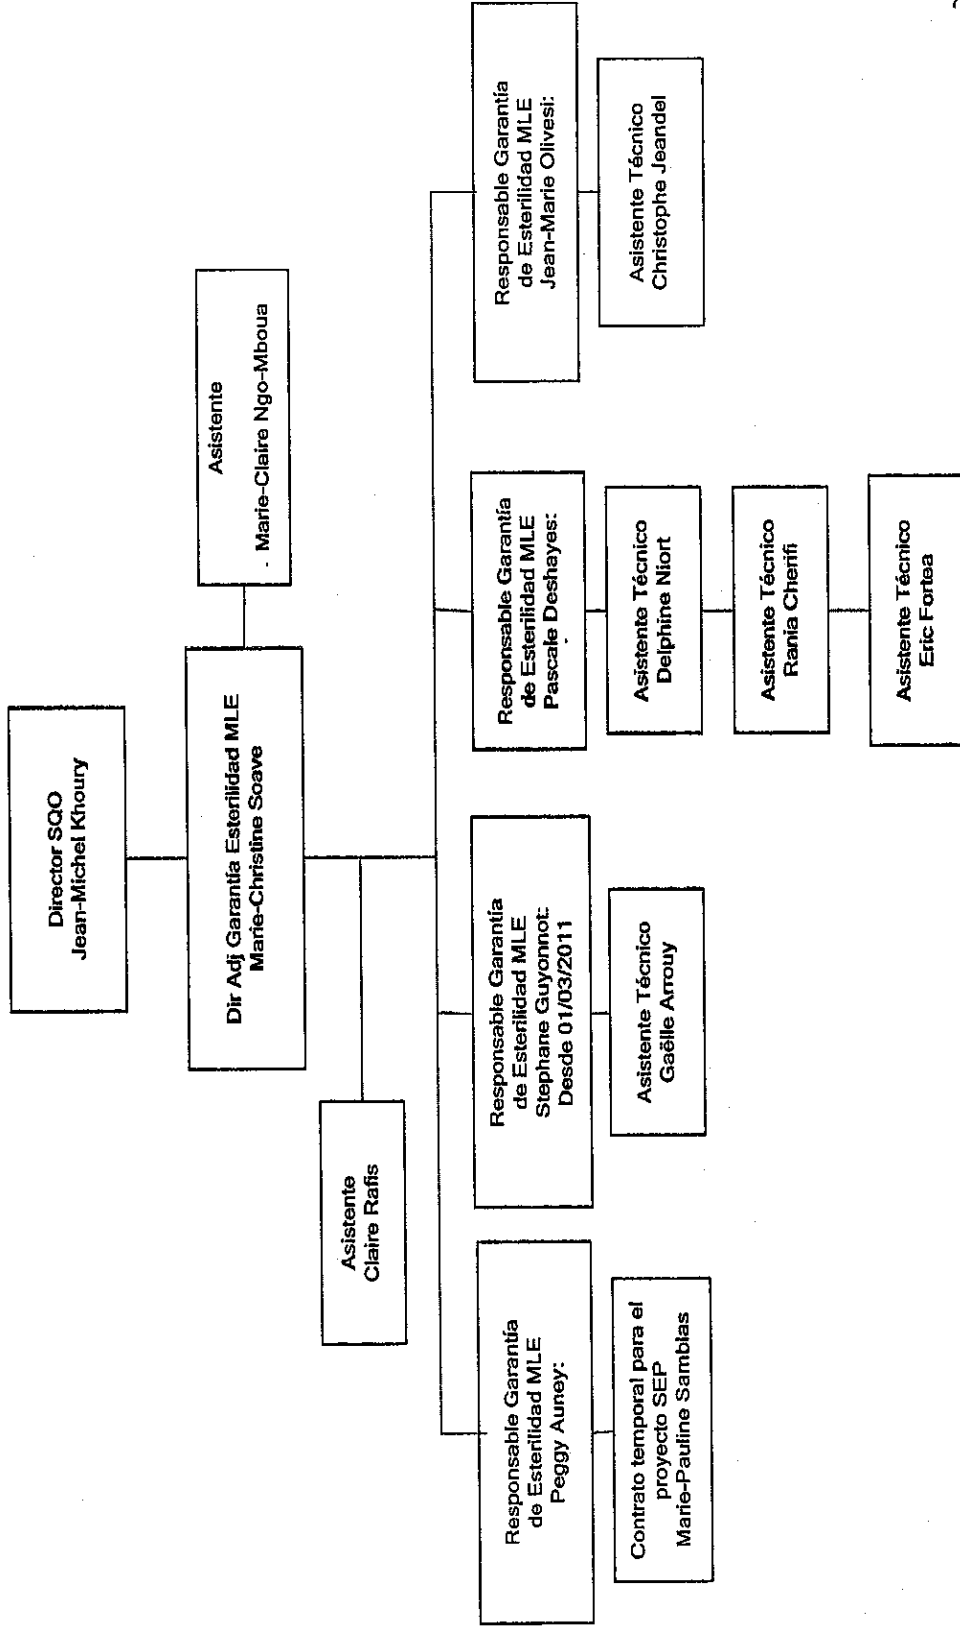 Director SQO
Jean-Michel Khoury
Dir Adj Garantía Esterilidad MLE
Marie-Christine Soave
Asistente
- Marie-Claire Ngo-Mboua
Asistente
Claire Rafis
Responsable Garantía
de Esterilidad MLE
Peggy Auney:
Contrato temporal para el
proyecto SEP
Marie-Pauline Sambias
Responsable Garantía
de Esterilidad MLE
Stephane Guyonnot:
Desde 01/03/2011
Asistente Técnico
Gaëlle Arrouy
Responsable Garantía
de Esterilidad MLE
Pascale Deshayes:
Asistente Técnico
Delphine Niort
Asistente Técnico
Rania Cherifi
Asistente Técnico
Eric Fortea
Responsable Garantía
de Esterilidad MLE
Jean-Marie Olivesi:
Asistente Técnico
Christophe Jeandel